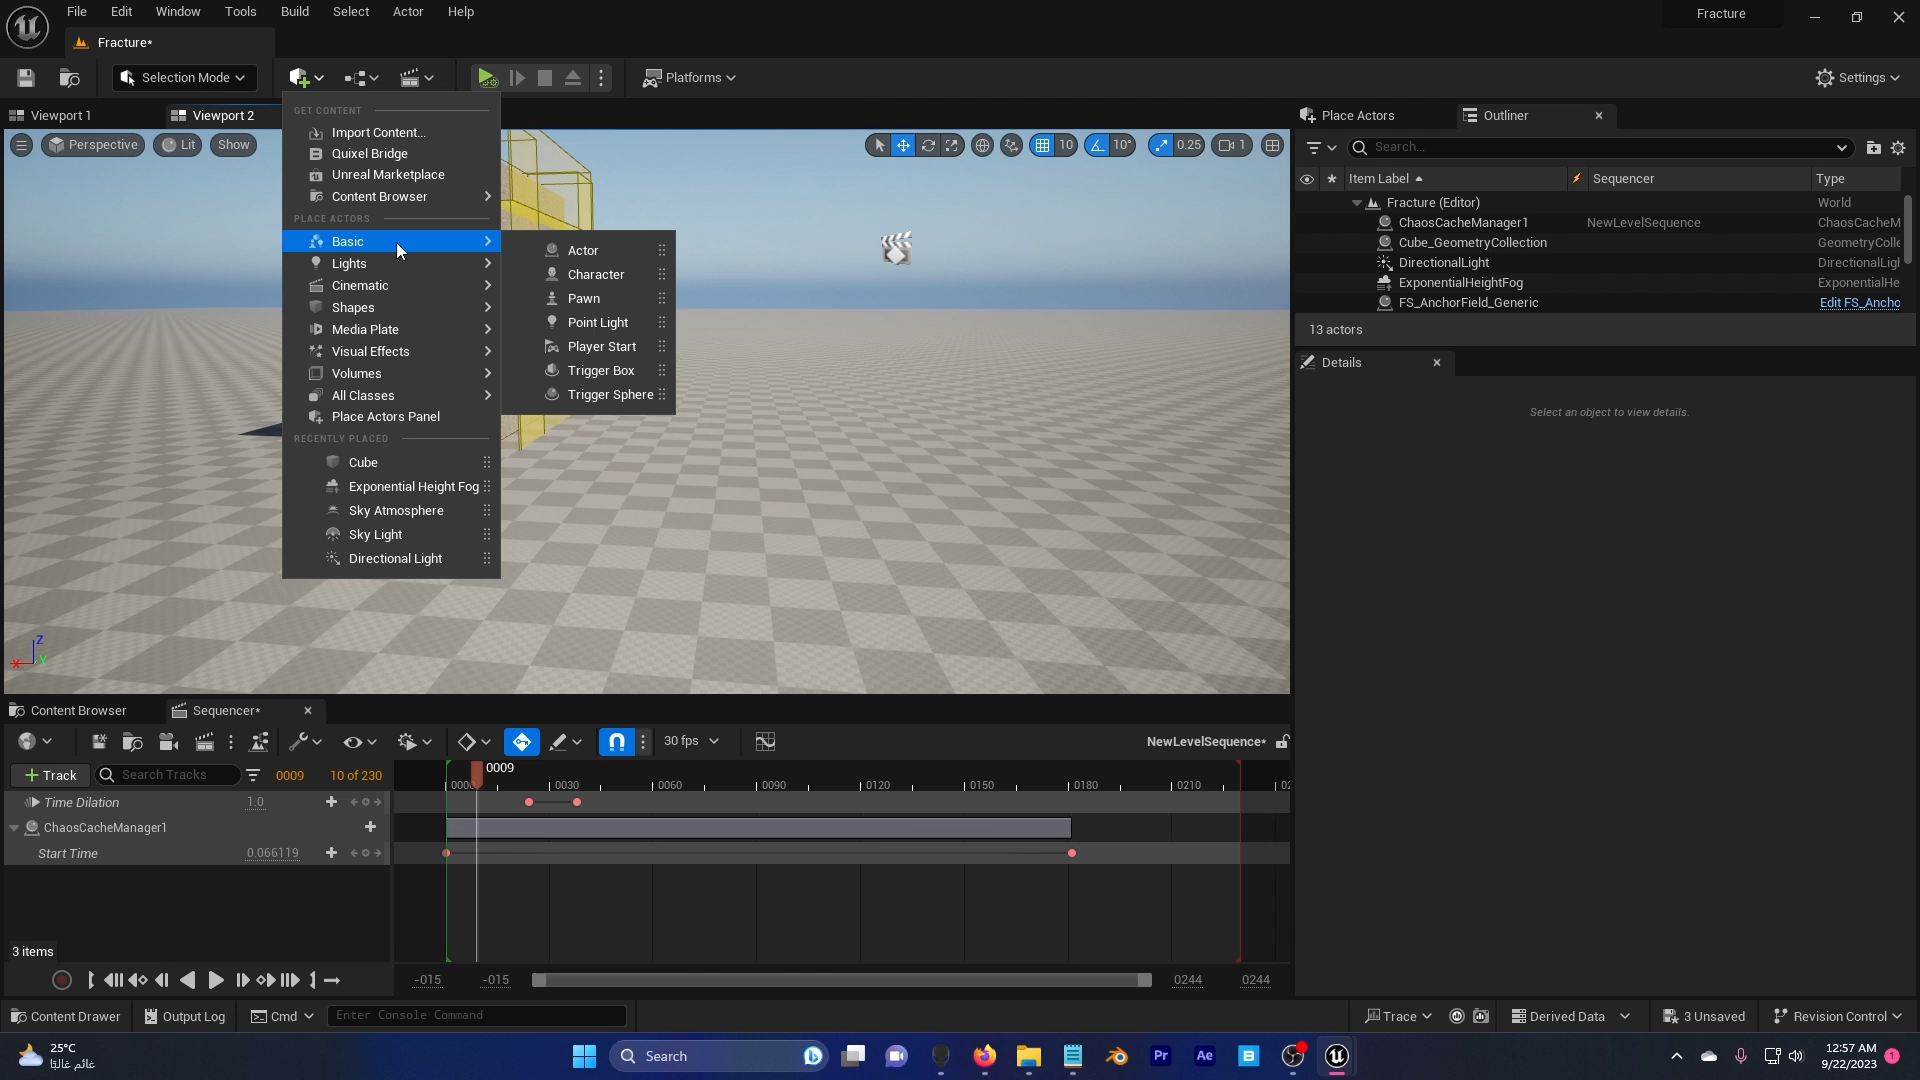 File Edit Window Tools Build Select Actor Help
Fracture
Fracture*
Selection Mode
Platforms
Settings
Viewport 1
Viewport 2
Perspective
Lit
Show
10
10°
0.25
1
GET CONTENT
Import Content...
Quixel Bridge
Unreal Marketplace
Content Browser
PLACE ACTORS
Basic
Lights
Cinematic
Shapes
Media Plate
Visual Effects
Volumes
All Classes
Place Actors Panel
RECENTLY PLACED
Cube
Exponential Height Fog
Sky Atmosphere
Sky Light
Directional Light
Actor
Character
Pawn
Point Light
Player Start
Trigger Box
Trigger Sphere
Z
X
Y
Place Actors
Outliner
Search...
Item Label
Sequencer
Type
Fracture (Editor)
World
ChaosCacheManager1
NewLevelSequence
ChaosCacheM
Cube_GeometryCollection
GeometryColle
DirectionalLight
DirectionalLigh
ExponentialHeightFog
ExponentialHe
FS_AnchorField_Generic
Edit FS_Ancho
13 actors
Details
Select an object to view details.
Content Browser
Sequencer*
30 fps
NewLevelSequence*
Track
Search Tracks
0009
10 of 230
0009
0000 0030 0060 0090 0120 0150 0180 0210 02
Time Dilation
1.0
ChaosCacheManager1
Start Time
0.066119
3 items
-015
-015
0244
0244
Content Drawer
Output Log
Cmd
Enter Console Command
Trace
Derived Data
3 Unsaved
Revision Control
25°C
غائم غالبًا
Search
Pr
Ae
B
12:57 AM
9/22/2023
1